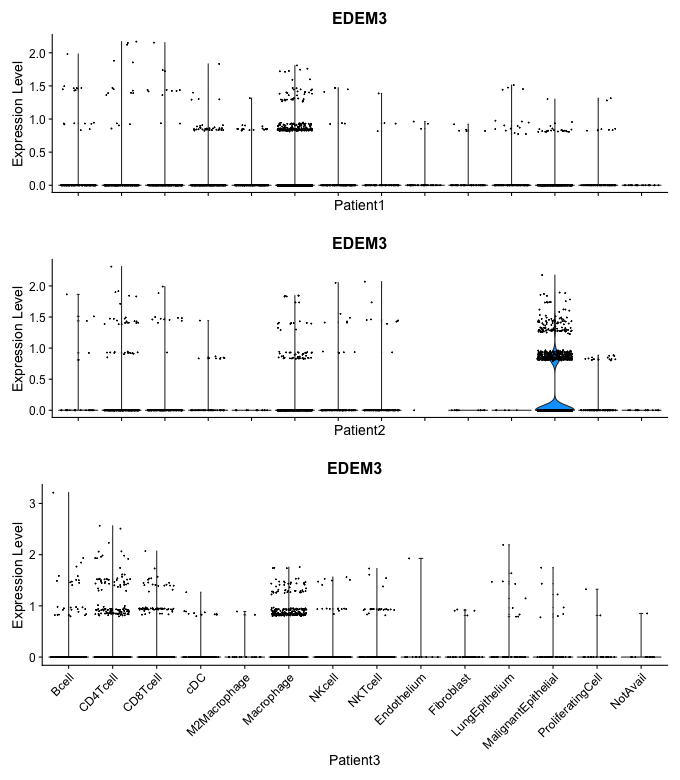 EDEM3
Expression Level
2.0
1.5
1.0
0.5
0.0
Patient1
EDEM3
Expression Level
2.0
1.5
1.0
0.5
0.0
Patient2
EDEM3
Expression Level
3
2
1
0
Bcell
CD4Tcell
CD8Tcell
cDC
M2Macrophage
Macrophage
NKcell
NKTcell
Endothelium
Fibroblast
LungEpithelium
MalignantEpithelial
ProliferatingCell
NotAvail
Patient3